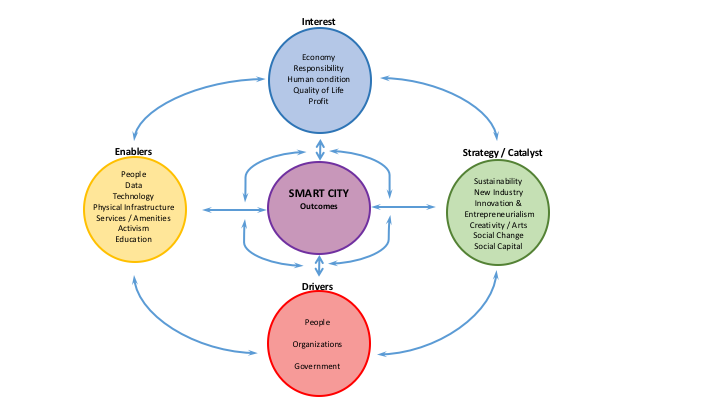 Interest
Economy
Responsibility
Human condition
Quality of Life
Profit
Enablers
People
Data
Technology
Physical Infrastructure
Services / Amenities
Activism
Education
SMART CITY
Outcomes
Strategy / Catalyst
Sustainability
New Industry
Innovation &
Entrepreneurialism
Creativity / Arts
Social Change
Social Capital
Drivers
People
Organizations
Government